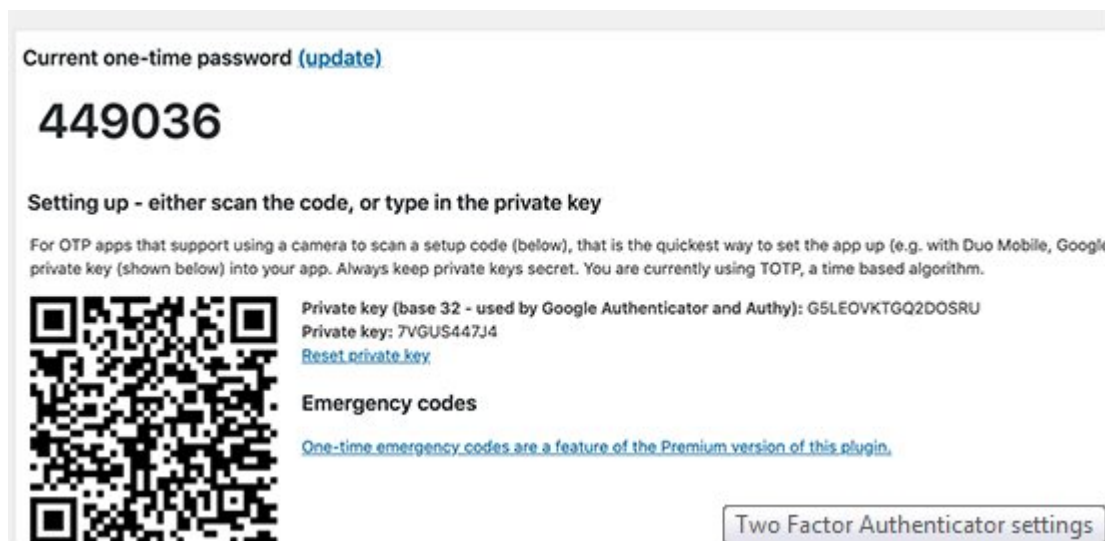 Current one-time password (update)
449036
Setting up - either scan the code, or type in the private key
For OTP apps that support using a camera to scan a setup code (below), that is the quickest way to set the app up (e.g. with Duo Mobile, Google
private key (shown below) into your app. Always keep private keys secret. You are currently using TOTP, a time based algorithm.
Private key (base 32 - used by Google Authenticator and Authy): G5LEOVKTGQ2DOSRU
Private key: 7VGUS447J4
Reset private key
Emergency codes
One-time emergency codes are a feature of the Premium version of this plugin.
Two Factor Authenticator settings